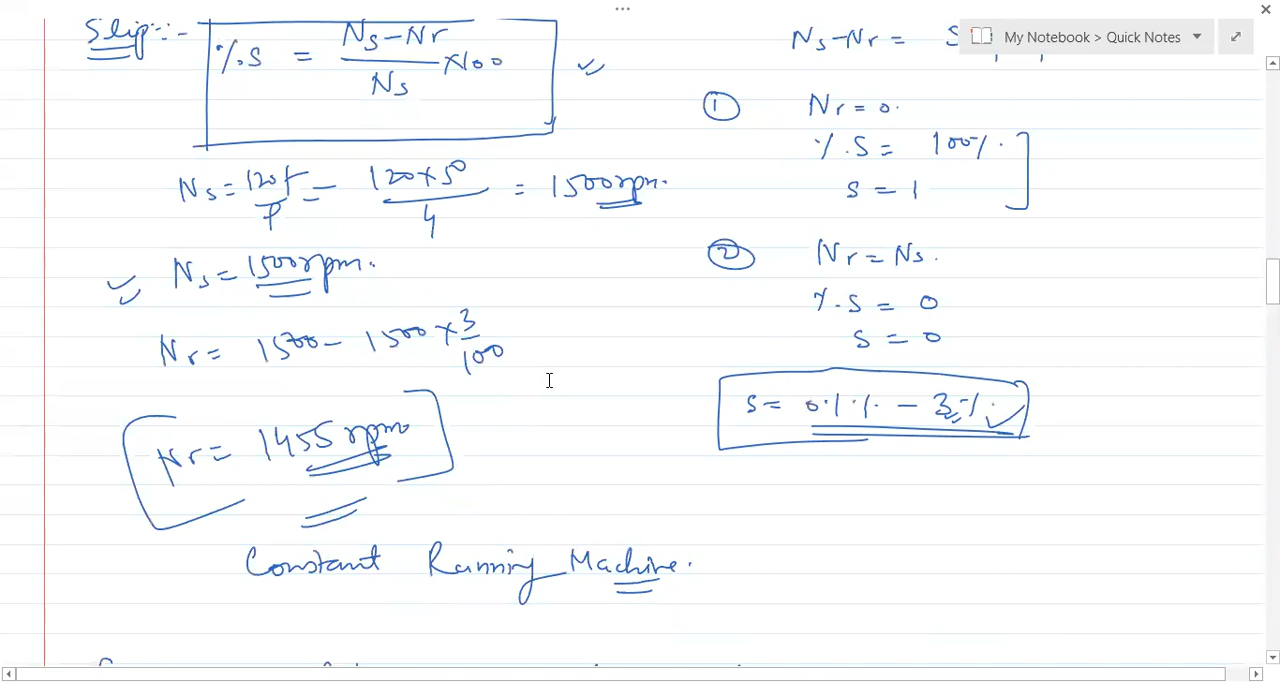 Slip:-
%S = Ns-Nr/Ns ×100
Ns = 120f/P = 120×50/4 = 1500rpm.
Ns = 1500rpm.
Nr = 1500 - 1500 × 3/100
Nr = 1455 rpm
Constant Running Machine.
My Notebook > Quick Notes
Ns-Nr = S
① Nr = 0.
%.S = 100%.
S = 1
② Nr = Ns.
%.S = 0
S = 0
S = 0.1% - 3%